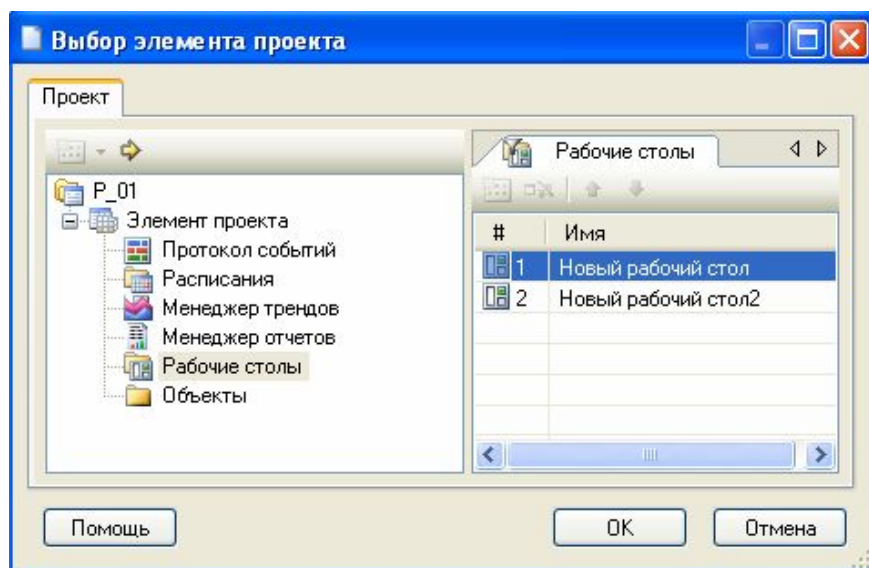 Выбор элемента проекта
Проект
P_01
Элемент проекта
Протокол событий
Расписания
Менеджер трендов
Менеджер отчетов
Рабочие столы
Объекты
Рабочие столы
# Имя
1 Новый рабочий стол
2 Новый рабочий стол2
Помощь
OK
Отмена